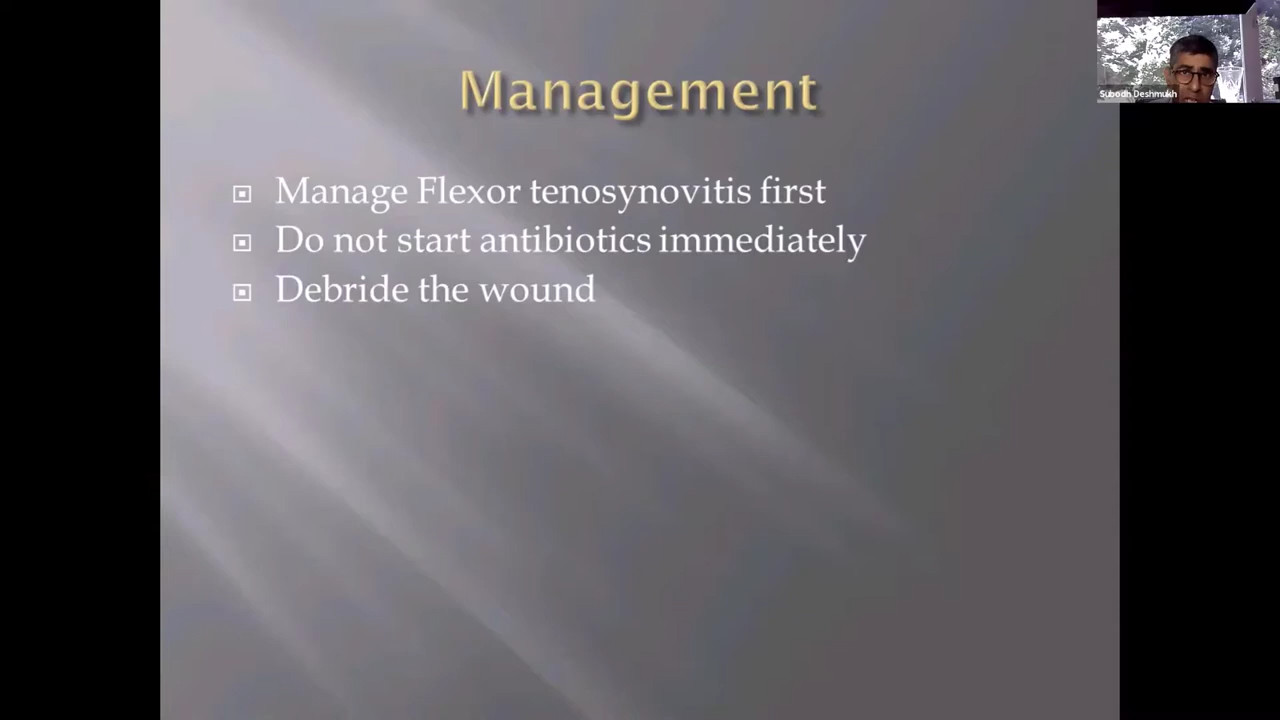 Management
Subodh Deshmukh
Manage Flexor tenosynovitis first
Do not start antibiotics immediately
Debride the wound